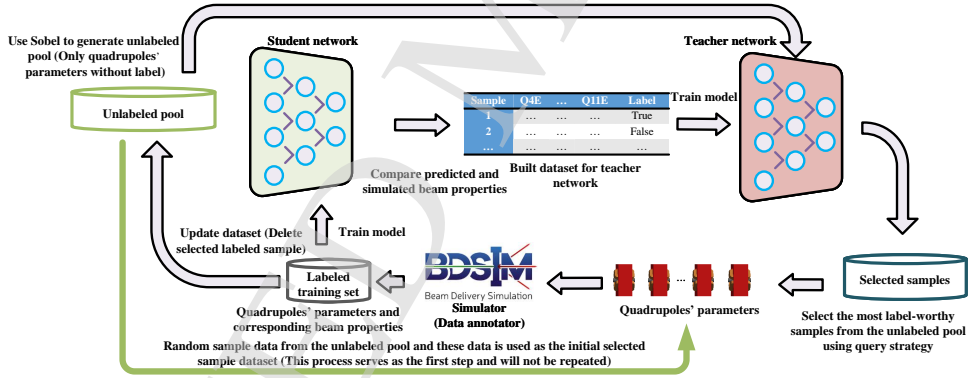 Use Sobel to generate unlabeled
pool (Only quadrupoles'
parameters without label)
Unlabeled pool
Student network
Teacher network
Sample Q4E … Q11E Label
1 … … … True
2 … … … False
… … … … …
Train model
Built dataset for teacher
network
Compare predicted and
simulated beam properties
Update dataset (Delete
selected labeled sample)
Train model
Labeled
training set
Quadrupoles' parameters and
corresponding beam properties
BDSIM
Beam Delivery Simulation
Simulator
(Data annotator)
...
Quadrupoles' parameters
Selected samples
Select the most label-worthy
samples from the unlabeled pool
using query strategy
Random sample data from the unlabeled pool and these data is used as the initial selected
sample dataset (This process serves as the first step and will not be repeated)